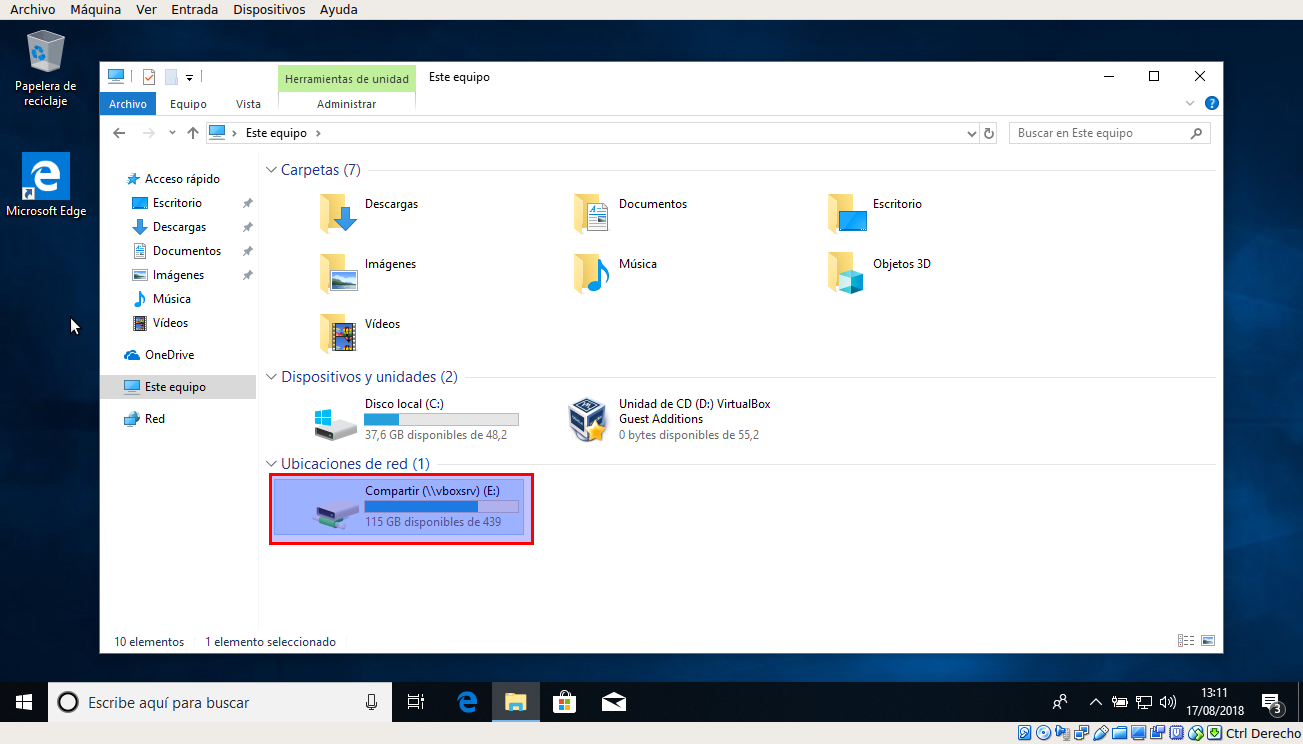 Archivo Máquina Ver Entrada Dispositivos Ayuda
Papelera de
reciclaje
Microsoft Edge
Herramientas de unidad
Este equipo
Archivo Equipo Vista Administrar
Este equipo
Buscar en Este equipo
Acceso rápido
Escritorio
Descargas
Documentos
Imágenes
Música
Vídeos
OneDrive
Este equipo
Red
Carpetas (7)
Descargas
Documentos
Escritorio
Imágenes
Música
Objetos 3D
Vídeos
Dispositivos y unidades (2)
Disco local (C:)
37,6 GB disponibles de 48,2
Unidad de CD (D:) VirtualBox
Guest Additions
0 bytes disponibles de 55,2
Ubicaciones de red (1)
Compartir (\\vboxsrv) (E:)
115 GB disponibles de 439
10 elementos 1 elemento seleccionado
Escribe aquí para buscar
13:11
17/08/2018
3
Ctrl Derecho